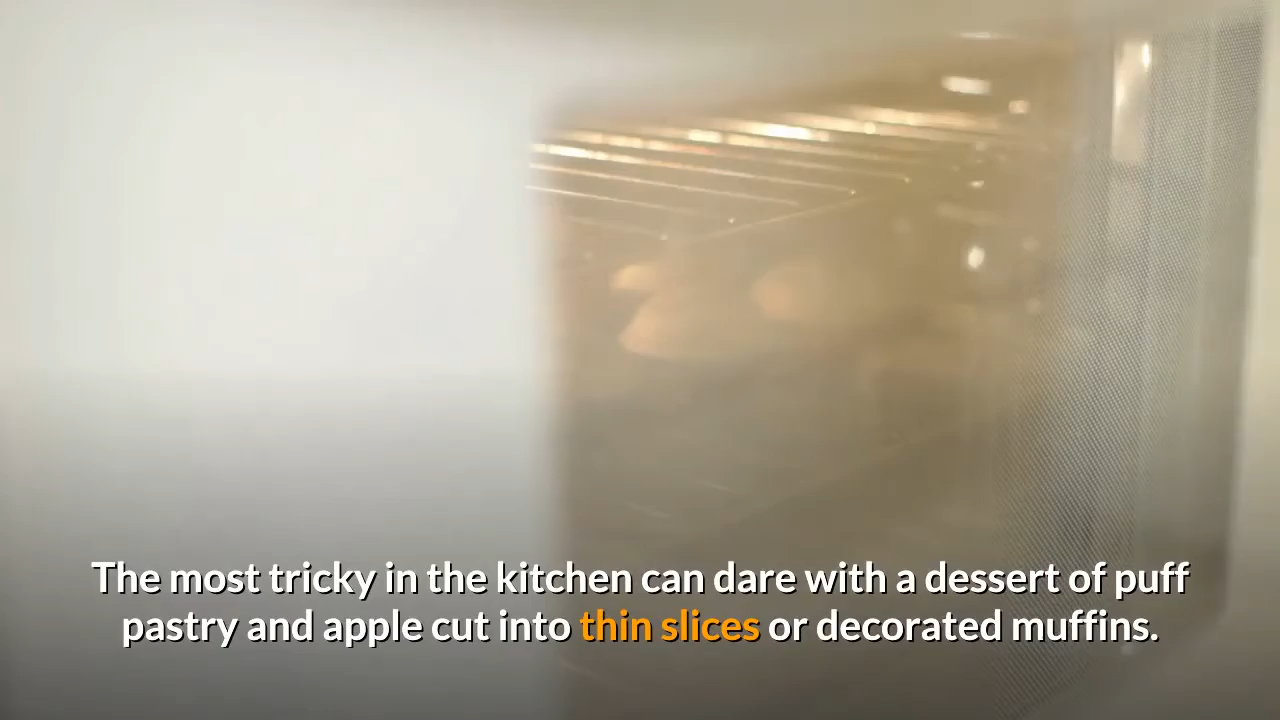 The most tricky in the kitchen can dare with a dessert of puff
pastry and apple cut into thin slices or decorated muffins.